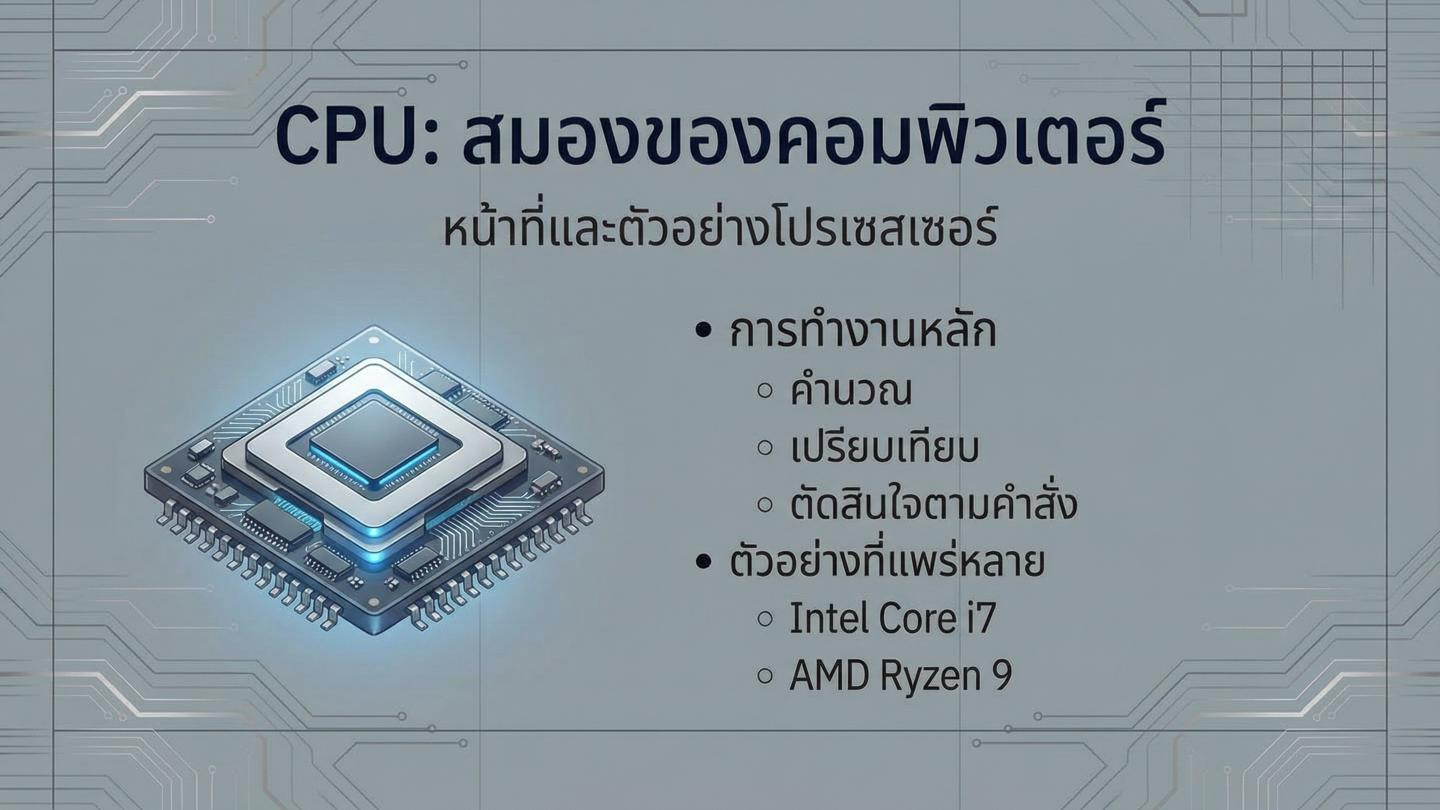 CPU: สมองของคอมพิวเตอร์
หน้าที่และตัวอย่างโปรเซสเซอร์
• การทำงานหลัก
○ คำนวณ
○ เปรียบเทียบ
○ ตัดสินใจตามคำสั่ง
• ตัวอย่างที่แพร่หลาย
○ Intel Core i7
○ AMD Ryzen 9